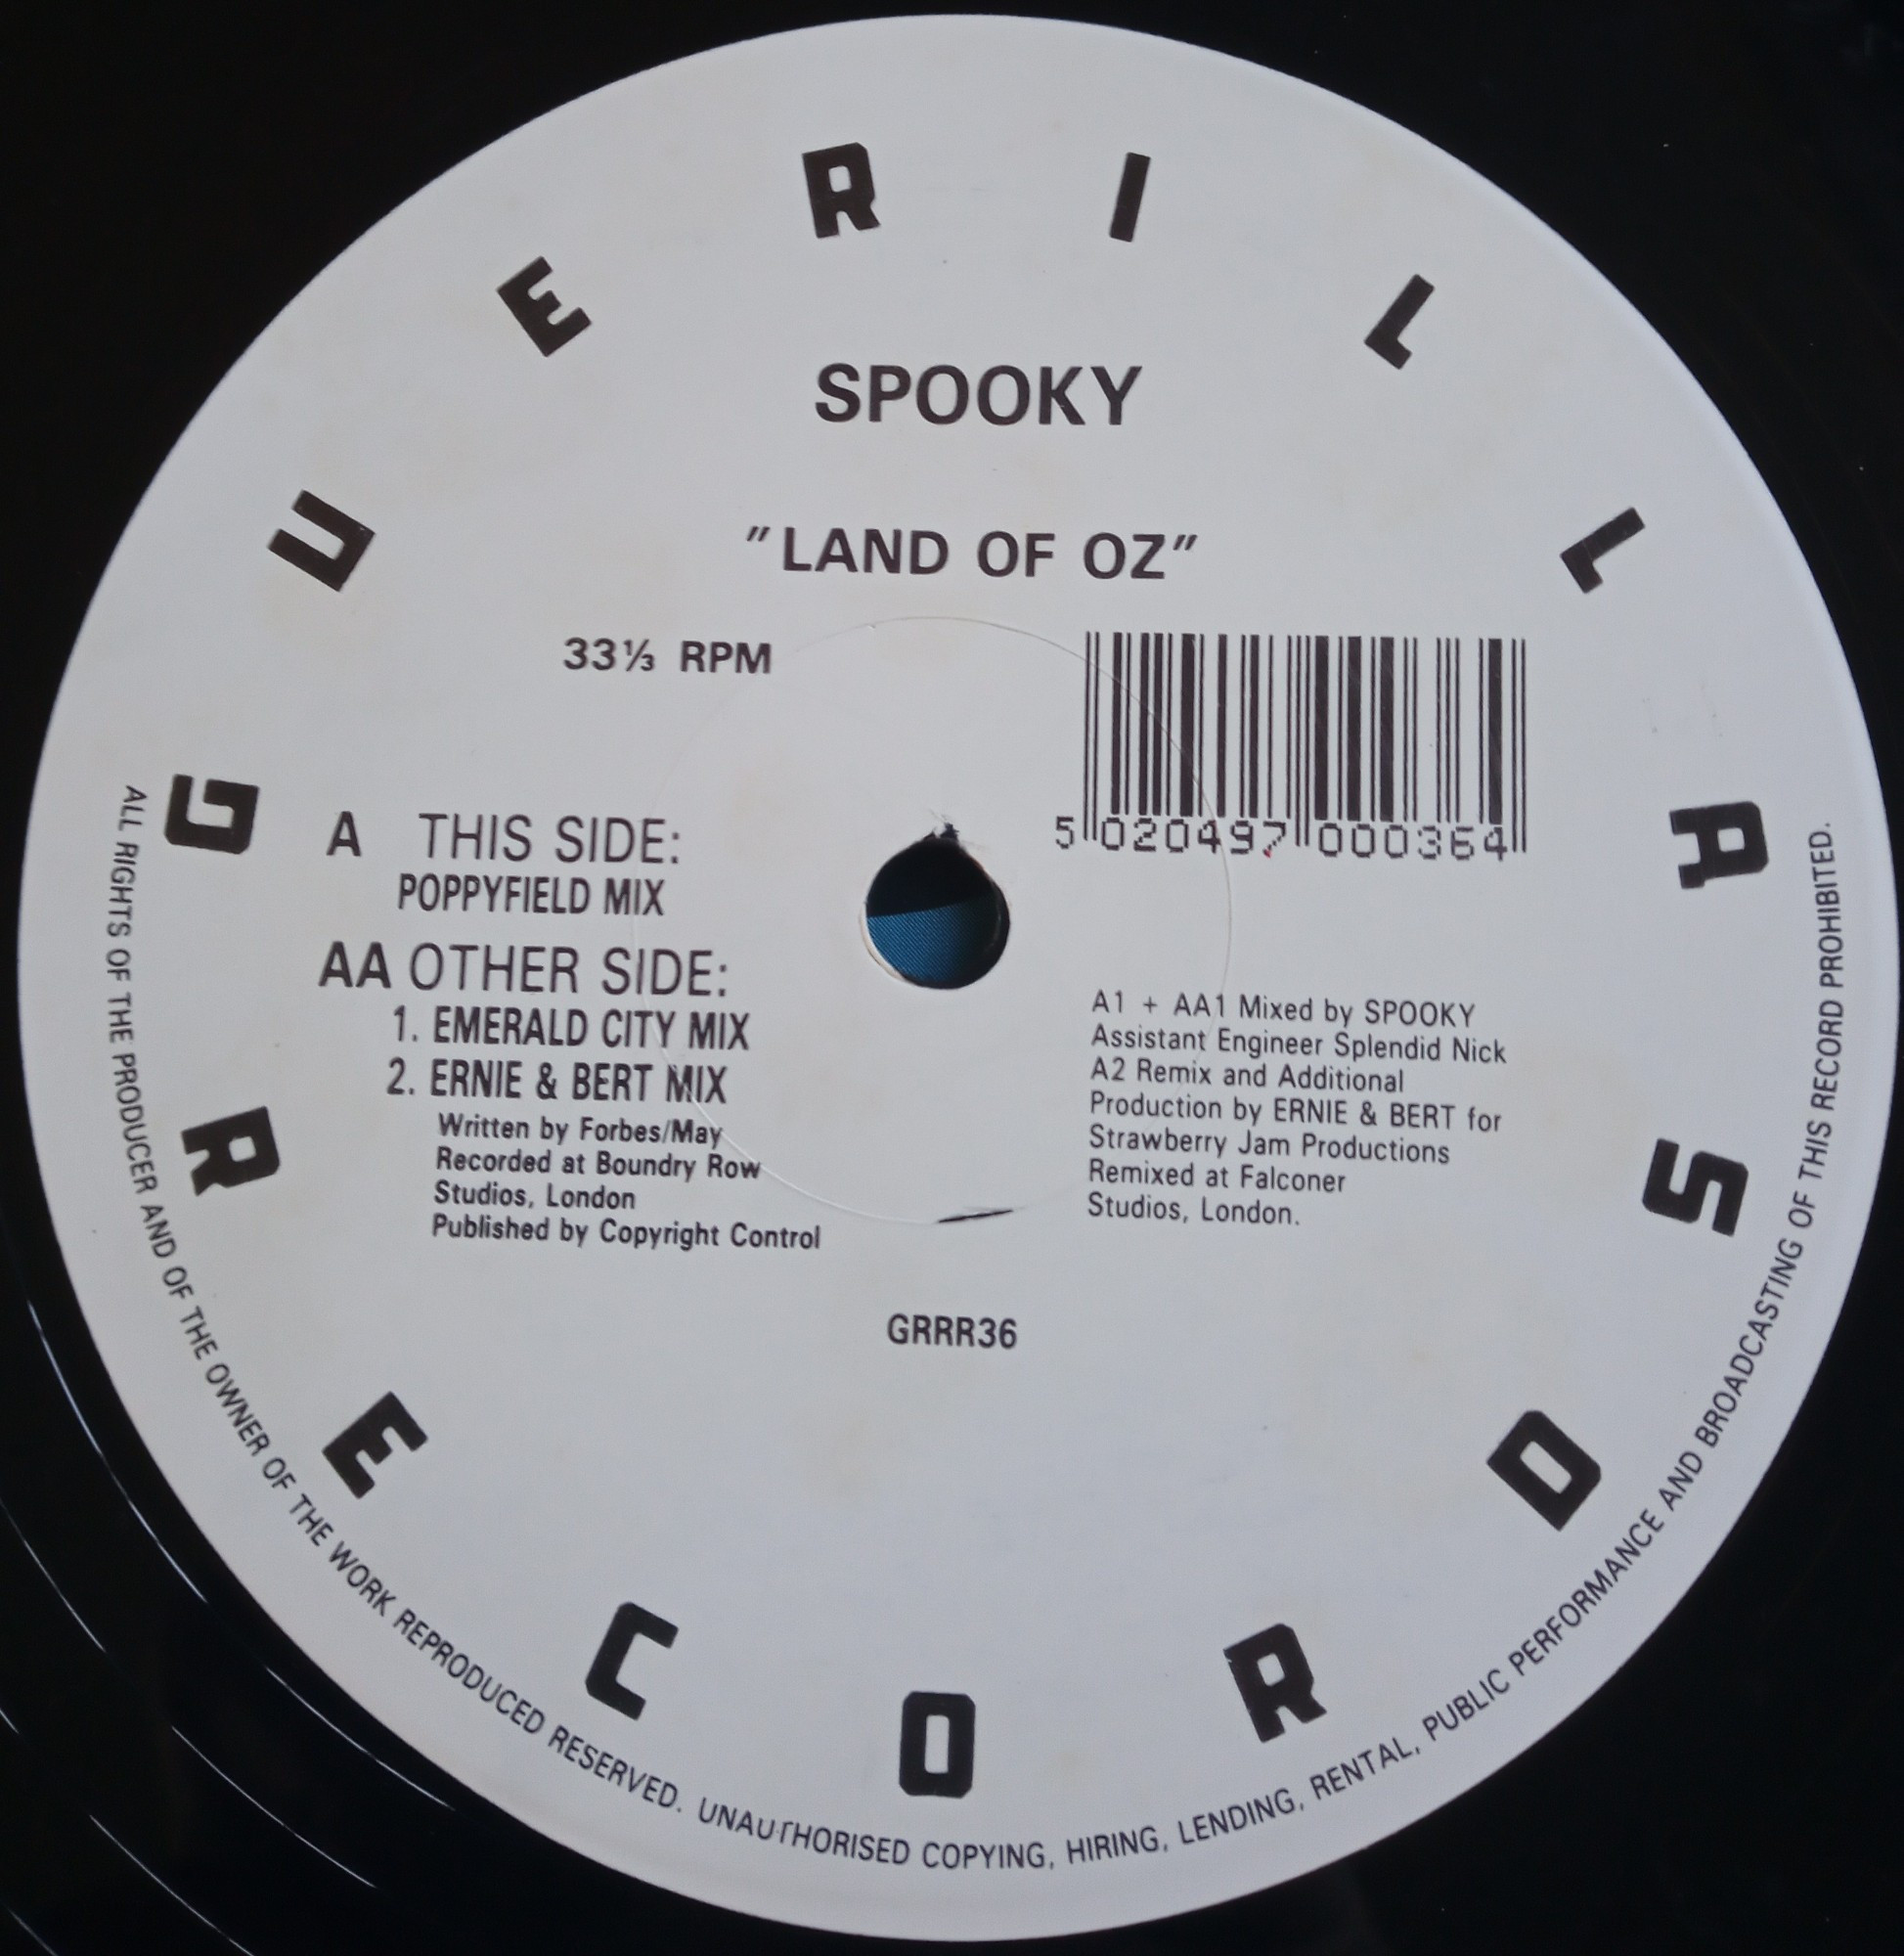 GUERILLA
RECORDS
SPOOKY
"LAND OF OZ"
33⅓ RPM
5 020497 000364
A THIS SIDE:
POPPYFIELD MIX
AA OTHER SIDE:
1. EMERALD CITY MIX
2. ERNIE & BERT MIX
Written by Forbes/May
Recorded at Boundry Row
Studios, London
Published by Copyright Control
A1 + AA1 Mixed by SPOOKY
Assistant Engineer Splendid Nick
A2 Remix and Additional
Production by ERNIE & BERT for
Strawberry Jam Productions
Remixed at Falconer
Studios, London.
GRRR36
ALL RIGHTS OF THE PRODUCER AND OF THE OWNER OF THE WORK REPRODUCED RESERVED. UNAUTHORISED COPYING, HIRING, LENDING, RENTAL, PUBLIC PERFORMANCE AND BROADCASTING OF THIS RECORD PROHIBITED.